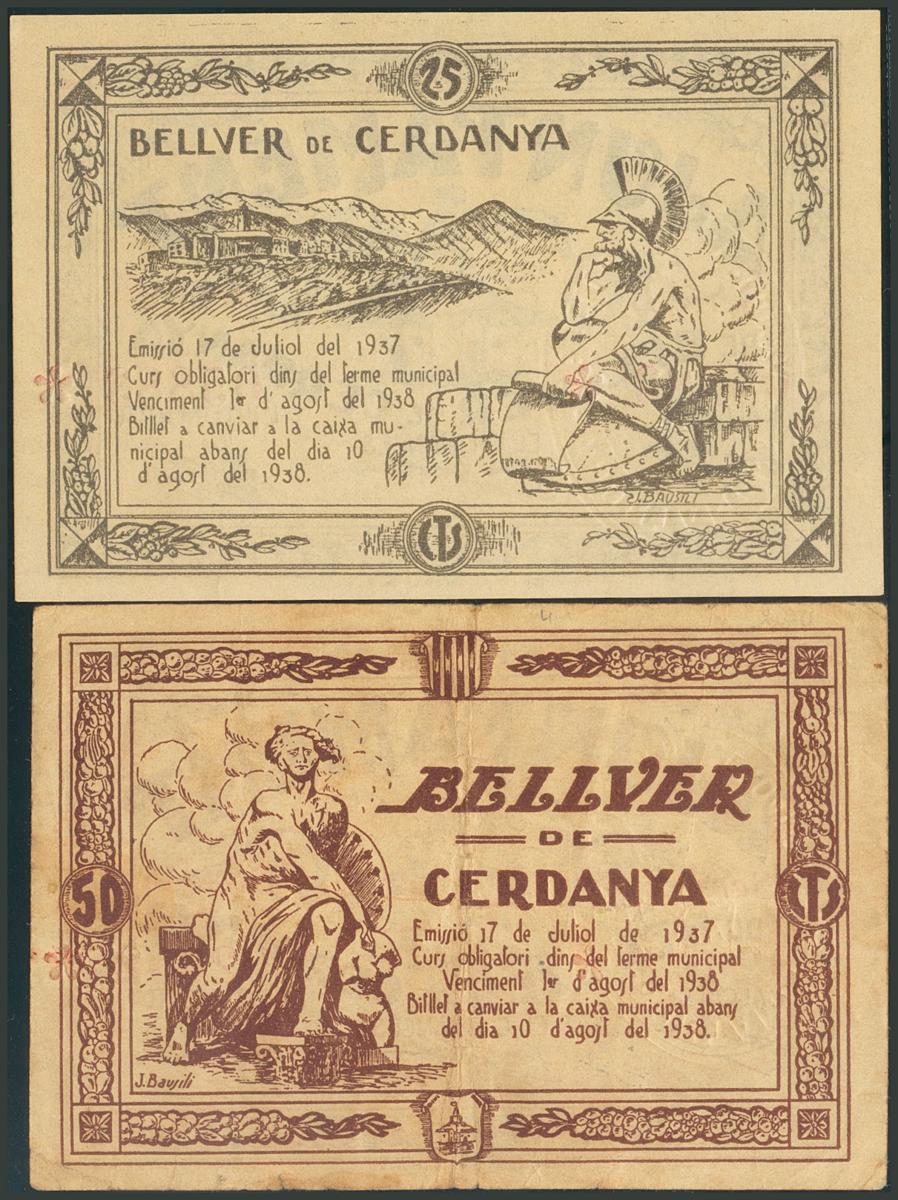 25
BELLVER DE CERDANYA
Emissió 17 de Juliol del 1937
Curs obligatori dins del terme municipal
Venciment 1er d'agost del 1938
Bitllet a canviar a la caixa mu-
nicipal abans del dia 10
d'agost del 1938.
J. BAUSILI
CTS
BELLVER
DE
CERDANYA
50
CTS
Emissió 17 de Juliol de 1937
Curs obligatori dins del terme municipal
Venciment 1er d'agost del 1938
Bitllet a canviar a la caixa municipal abans
del dia 10 d'agost del 1938.
J. Bausili